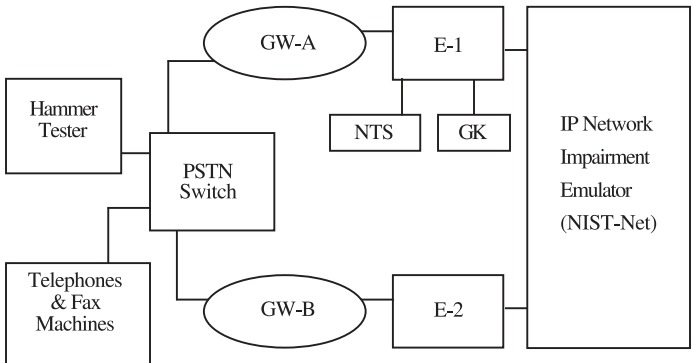 GW-A
E-1
Hammer
Tester
NTS
GK
PSTN
Switch
IP Network
Impairment
Emulator
(NIST-Net)
Telephones
& Fax
Machines
GW-B
E-2